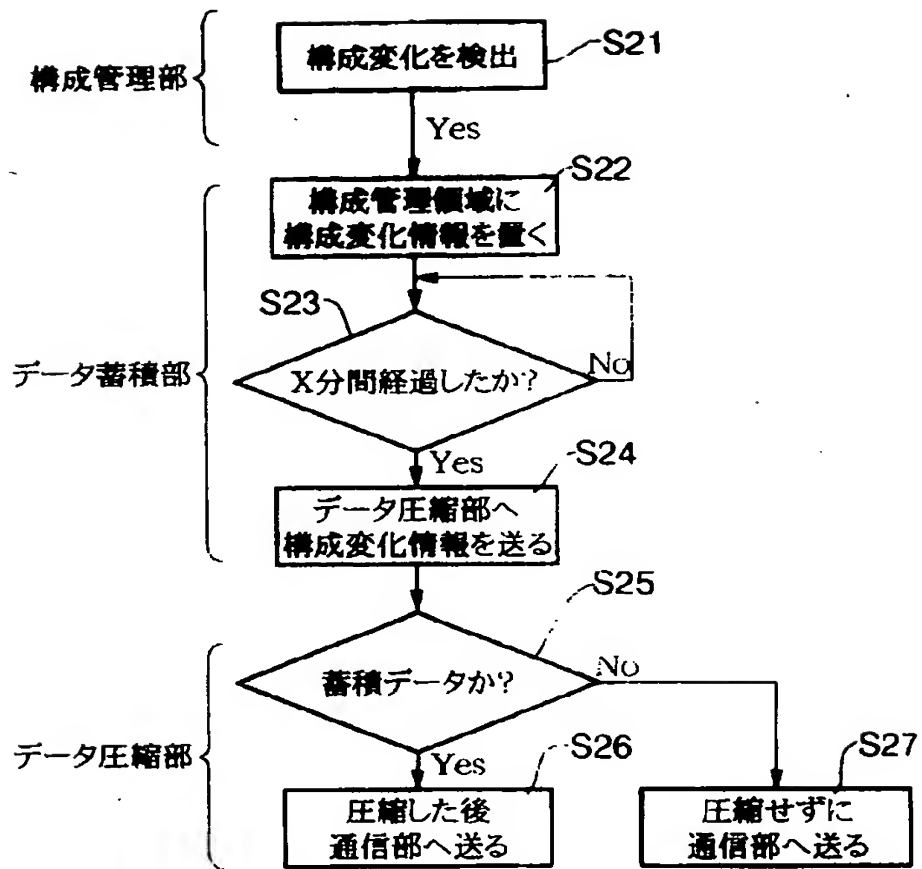 構成管理部
構成変化を検出
S21
Yes
S22
構成管理領域に
構成変化情報を置く
データ蓄積部
S23
X分間経過したか?
No
Yes
S24
データ圧縮部へ
構成変化情報を送る
S25
蓄積データか?
No
データ圧縮部
Yes
S26
圧縮した後
通信部へ送る
S27
圧縮せずに
通信部へ送る